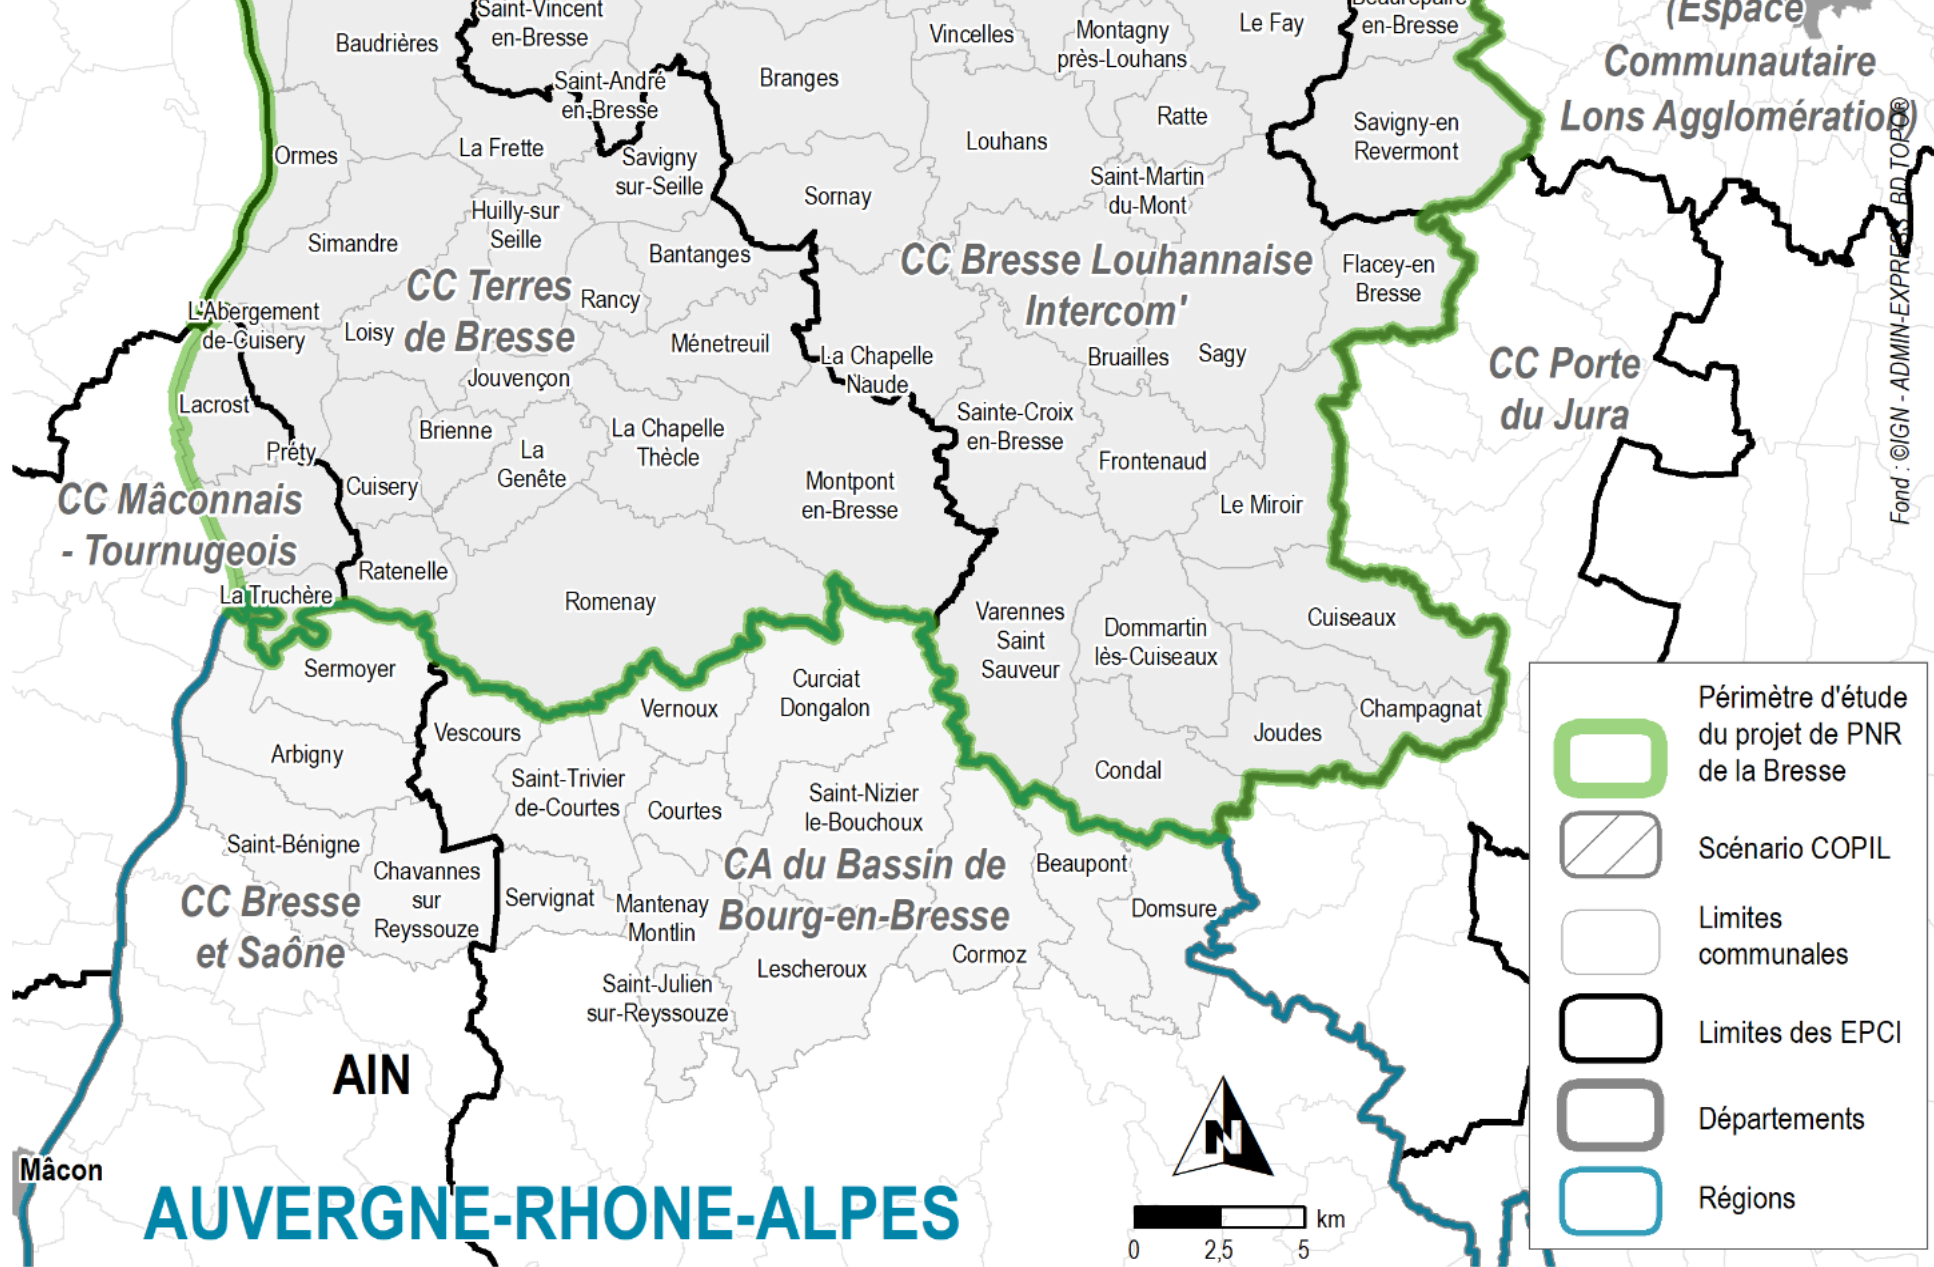 Saint-Vincent
en-Bresse
Baudrières
Vincelles
Montagny
près-Louhans
Le Fay
Beaurepaire
en-Bresse
(Espace
Communautaire
Lons Agglomération)
Saint-André
en-Bresse
Branges
Ratte
Savigny-en
Revermont
Ormes
La Frette
Savigny
sur-Seille
Louhans
Sornay
Saint-Martin
du-Mont
Huilly-sur
Seille
Simandre
Bantanges
CC Bresse Louhannaise
Intercom'
Flacey-en
Bresse
CC Terres
de Bresse
Rancy
L'Abergement
de-Cuisery
Loisy
Ménetreuil
La Chapelle
Naude
Bruailles
Sagy
CC Porte
du Jura
Jouvençon
Lacrost
Brienne
La Chapelle
Thècle
Sainte-Croix
en-Bresse
Préty
La
Genête
Frontenaud
Cuisery
Montpont
en-Bresse
Le Miroir
CC Mâconnais
- Tournugeois
Ratenelle
La Truchère
Romenay
Varennes
Saint
Sauveur
Dommartin
lès-Cuiseaux
Cuiseaux
Sermoyer
Curciat
Dongalon
Vernoux
Champagnat
Vescours
Joudes
Arbigny
Saint-Trivier
de-Courtes
Courtes
Saint-Nizier
le-Bouchoux
Condal
Saint-Bénigne
Chavannes
sur
Reyssouze
CA du Bassin de
Bourg-en-Bresse
Beaupont
CC Bresse
et Saône
Servignat
Mantenay
Montlin
Domsure
Cormoz
Lescheroux
Saint-Julien
sur-Reyssouze
AIN
Mâcon
AUVERGNE-RHONE-ALPES
N
km
0 2,5 5
Périmètre d'étude
du projet de PNR
de la Bresse
Scénario COPIL
Limites
communales
Limites des EPCI
Départements
Régions
Fond : ©IGN - ADMIN-EXPRESS, BD TOPO®